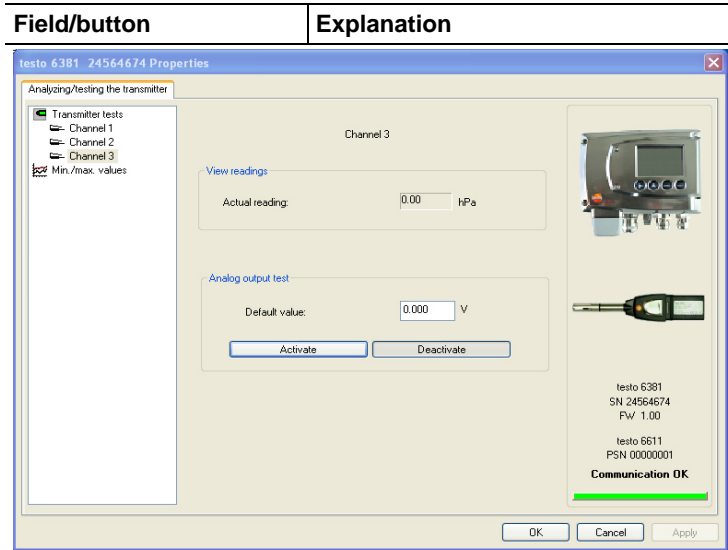 Field/button Explanation
testo 6381 24564674 Properties
Analyzing/testing the transmitter
Transmitter tests
Channel 1
Channel 2
Channel 3
Min./max. values
Channel 3
View readings
Actual reading: 0.00 hPa
Analog output test
Default value: 0.000 V
Activate Deactivate
testo 6381
SN 24564674
FW 1.00
testo 6611
PSN 00000001
Communication OK
OK Cancel Apply